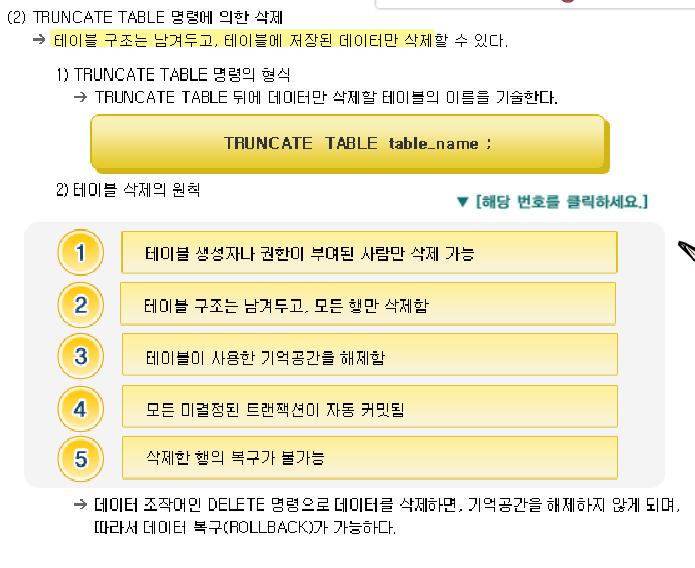 (2) TRUNCATE TABLE 명령에 의한 삭제
→ 테이블 구조는 남겨두고, 테이블에 저장된 데이터만 삭제할 수 있다.
1) TRUNCATE TABLE 명령의 형식
→ TRUNCATE TABLE 뒤에 데이터만 삭제할 테이블의 이름을 기술한다.
TRUNCATE TABLE table_name ;
2) 테이블 삭제의 원칙
▼ [해당 번호를 클릭하세요.]
1 테이블 생성자나 권한이 부여된 사람만 삭제 가능
2 테이블 구조는 남겨두고, 모든 행만 삭제함
3 테이블이 사용한 기억공간을 해제함
4 모든 미결정된 트랜잭션이 자동 커밋됨
5 삭제한 행의 복구가 불가능
→ 데이터 조작어인 DELETE 명령으로 데이터를 삭제하면, 기억공간을 해제하지 않게 되며,
따라서 데이터 복구(ROLLBACK)가 가능하다.